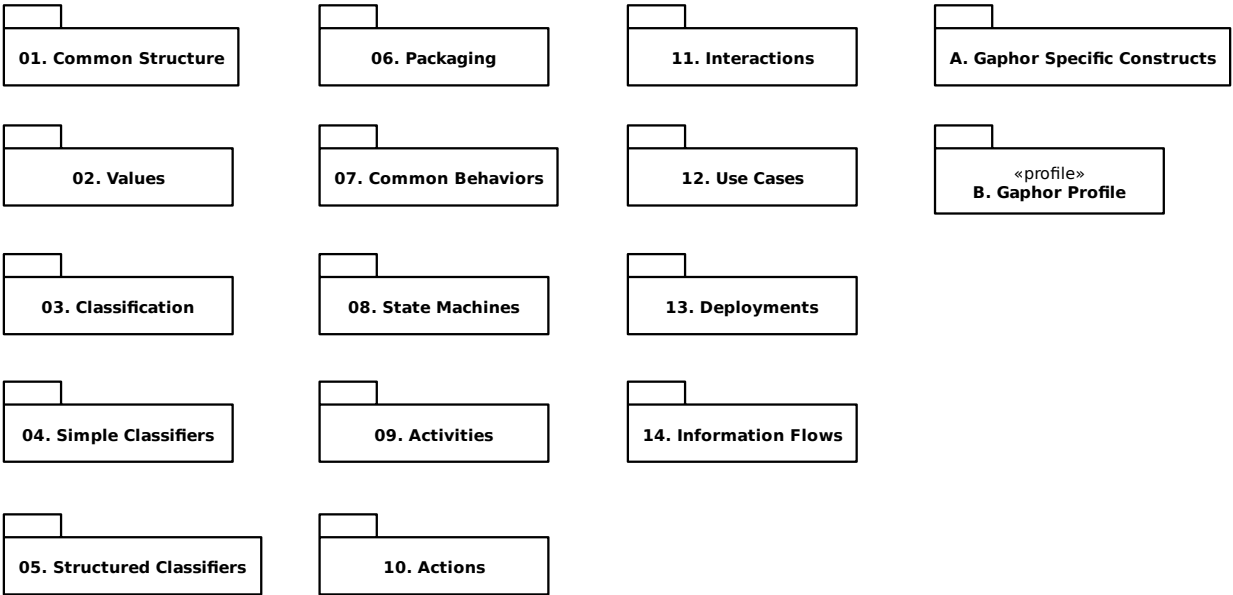 01. Common Structure
06. Packaging
11. Interactions
A. Gaphor Specific Constructs
02. Values
07. Common Behaviors
12. Use Cases
«profile»
B. Gaphor Profile
03. Classification
08. State Machines
13. Deployments
04. Simple Classifiers
09. Activities
14. Information Flows
05. Structured Classifiers
10. Actions